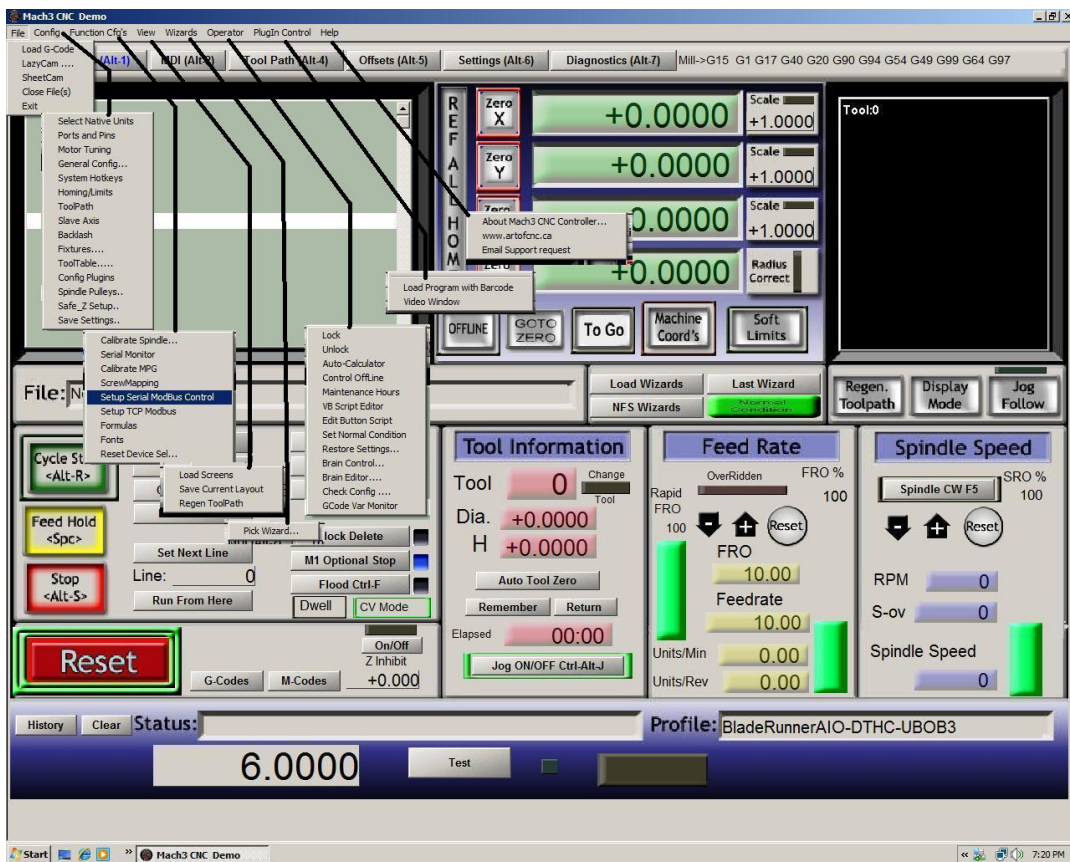 Mach3 CNC Demo
File Config Function Cfg's View Wizards Operator PlugIn Control Help
Load G-Code
LazyCam ....
SheetCam
Close File(s)
Exit
(Alt-1) MDI (Alt-2) Tool Path (Alt-4) Offsets (Alt-5) Settings (Alt-6) Diagnostics (Alt-7) Mill->G15 G1 G17 G40 G20 G90 G94 G54 G49 G99 G64 G97
Select Native Units
Ports and Pins
Motor Tuning
General Config...
System Hotkeys
Homing/Limits
ToolPath
Slave Axis
Backlash
Fixtures....
ToolTable.....
Config Plugins
Spindle Pulleys..
Safe_Z Setup..
Save Settings..
Calibrate Spindle...
Serial Monitor
Calibrate MPG
ScrewMapping
Setup Serial ModBus Control
Setup TCP Modbus
Formulas
Fonts
Reset Device Sel...
Load Screens
Save Current Layout
Regen ToolPath
Pick Wizard...
Lock
Unlock
Auto-Calculator
Control OffLine
Maintenance Hours
VB Script Editor
Edit Button Script
Set Normal Condition
Restore Settings...
Brain Control...
Brain Editor....
Check Config ....
GCode Var Monitor
Load Program with Barcode
Video Window
About Mach3 CNC Controller...
www.artofcnc.ca
Email Support request
REF ALL HOM
Zero X +0.0000 Scale +1.0000
Zero Y +0.0000 Scale +1.0000
Zero 0.0000 Scale +1.0000
Zero +0.0000 Radius Correct
OFFLINE GOTO ZERO To Go Machine Coord's Soft Limits
Tool:0
File:
Load Wizards Last Wizard
NFS Wizards Normal Condition
Regen. Toolpath Display Mode Jog Follow
Cycle St
<Alt-R>
Feed Hold
<Spc>
Stop
<Alt-S>
Set Next Line
Line: 0
Run From Here
lock Delete
M1 Optional Stop
Flood Ctrl-F
Dwell CV Mode
Reset
G-Codes M-Codes
On/Off
Z Inhibit
+0.000
Tool Information
Tool 0 Change Tool
Dia. +0.0000
H +0.0000
Auto Tool Zero
Remember Return
Elapsed 00:00
Jog ON/OFF Ctrl-Alt-J
Feed Rate
OverRidden FRO %
100
Rapid
FRO
100
Reset
FRO
10.00
Feedrate
10.00
Units/Min 0.00
Units/Rev 0.00
Spindle Speed
Spindle CW F5 SRO %
100
Reset
RPM 0
S-ov 0
Spindle Speed
0
History Clear Status: Profile: BladeRunnerAIO-DTHC-UBOB3
6.0000 Test
Start Mach3 CNC Demo 7:20 PM